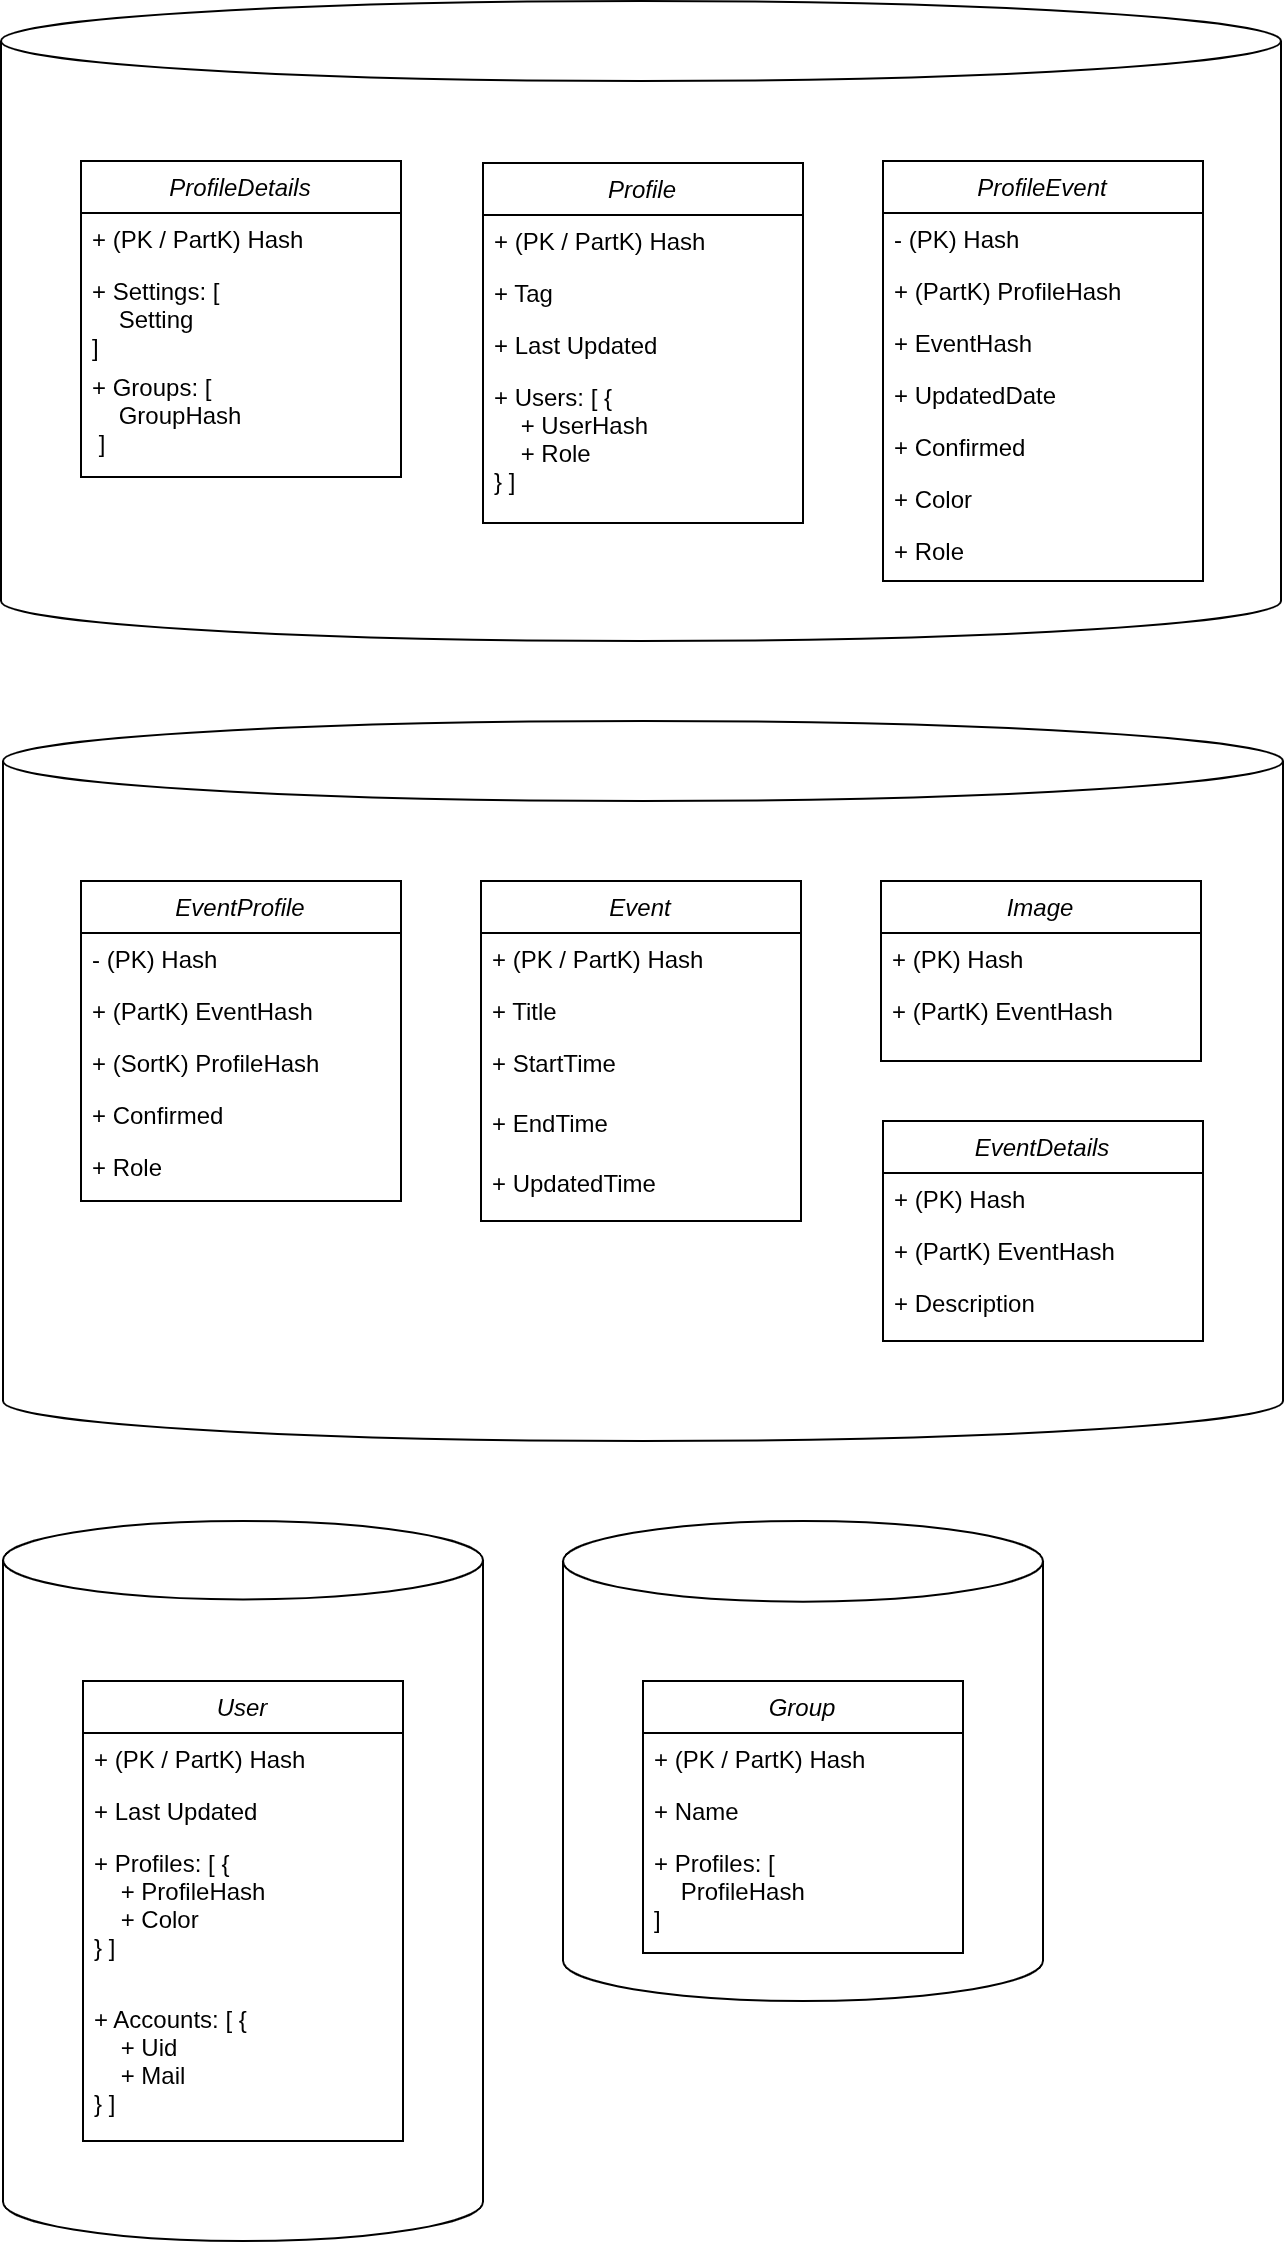 ProfileDetails
+ (PK / PartK) Hash
+ Settings: [
Setting
]
+ Groups: [
GroupHash
]
Profile
+ (PK / PartK) Hash
+ Tag
+ Last Updated
+ Users: [ {
+ UserHash
+ Role
} ]
ProfileEvent
- (PK) Hash
+ (PartK) ProfileHash
+ EventHash
+ UpdatedDate
+ Confirmed
+ Color
+ Role
EventProfile
- (PK) Hash
+ (PartK) EventHash
+ (SortK) ProfileHash
+ Confirmed
+ Role
Event
+ (PK / PartK) Hash
+ Title
+ StartTime
+ EndTime
+ UpdatedTime
Image
+ (PK) Hash
+ (PartK) EventHash
EventDetails
+ (PK) Hash
+ (PartK) EventHash
+ Description
User
+ (PK / PartK) Hash
+ Last Updated
+ Profiles: [ {
+ ProfileHash
+ Color
} ]
+ Accounts: [ {
+ Uid
+ Mail
} ]
Group
+ (PK / PartK) Hash
+ Name
+ Profiles: [
ProfileHash
]